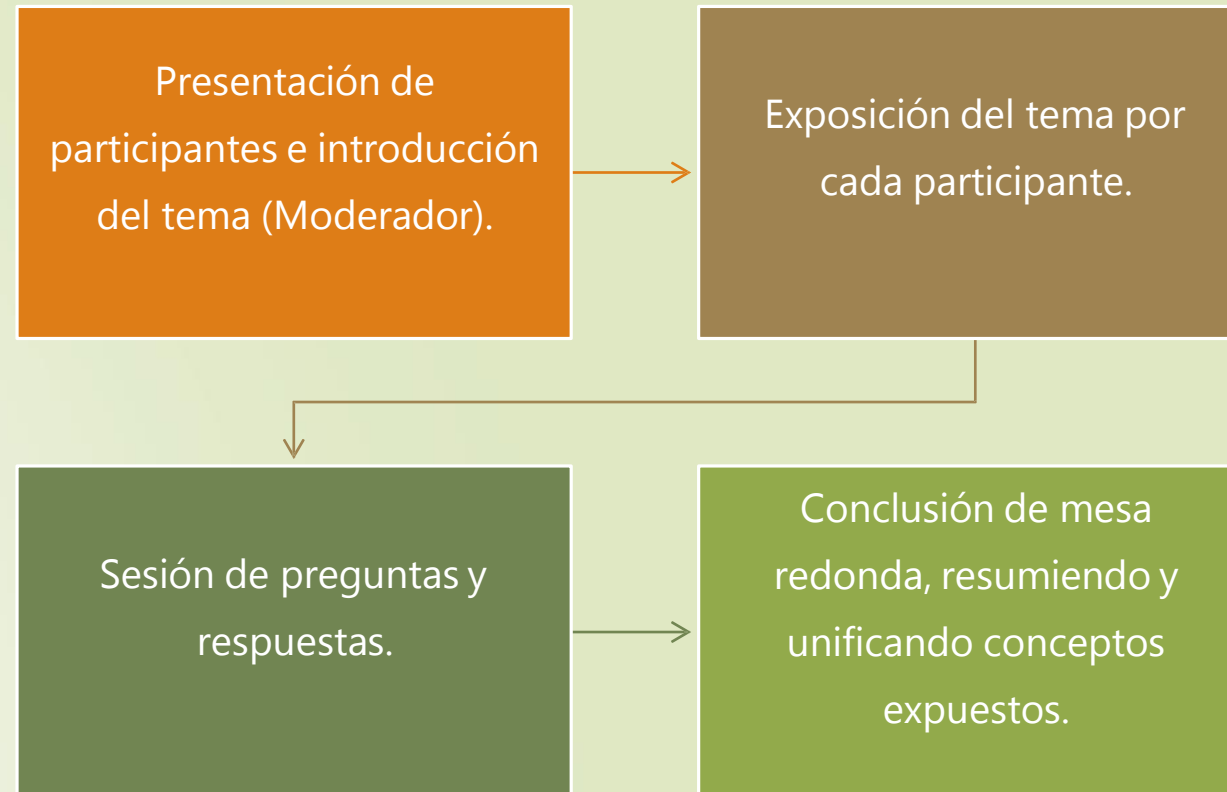 Presentación de
participantes e introducción
del tema (Moderador).
Exposición del tema por
cada participante.
Sesión de preguntas y
respuestas.
Conclusión de mesa
redonda, resumiendo y
unificando conceptos
expuestos.